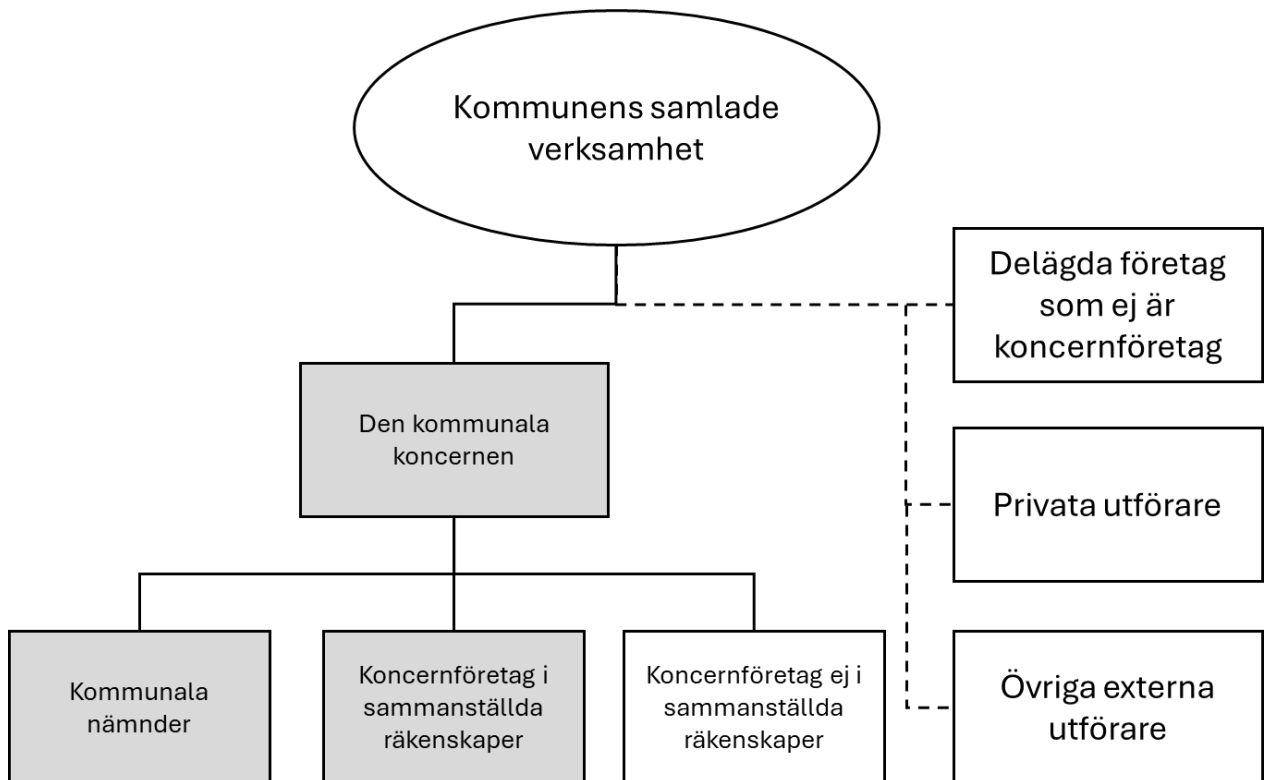 Kommunens samlade
verksamhet
Delägda företag
som ej är
koncernföretag
Den kommunala
koncernen
Privata utförare
Kommunala
nämnder
Koncernföretag i
sammanställda
räkenskaper
Koncernföretag ej i
sammanställda
räkenskaper
Övriga externa
utförare